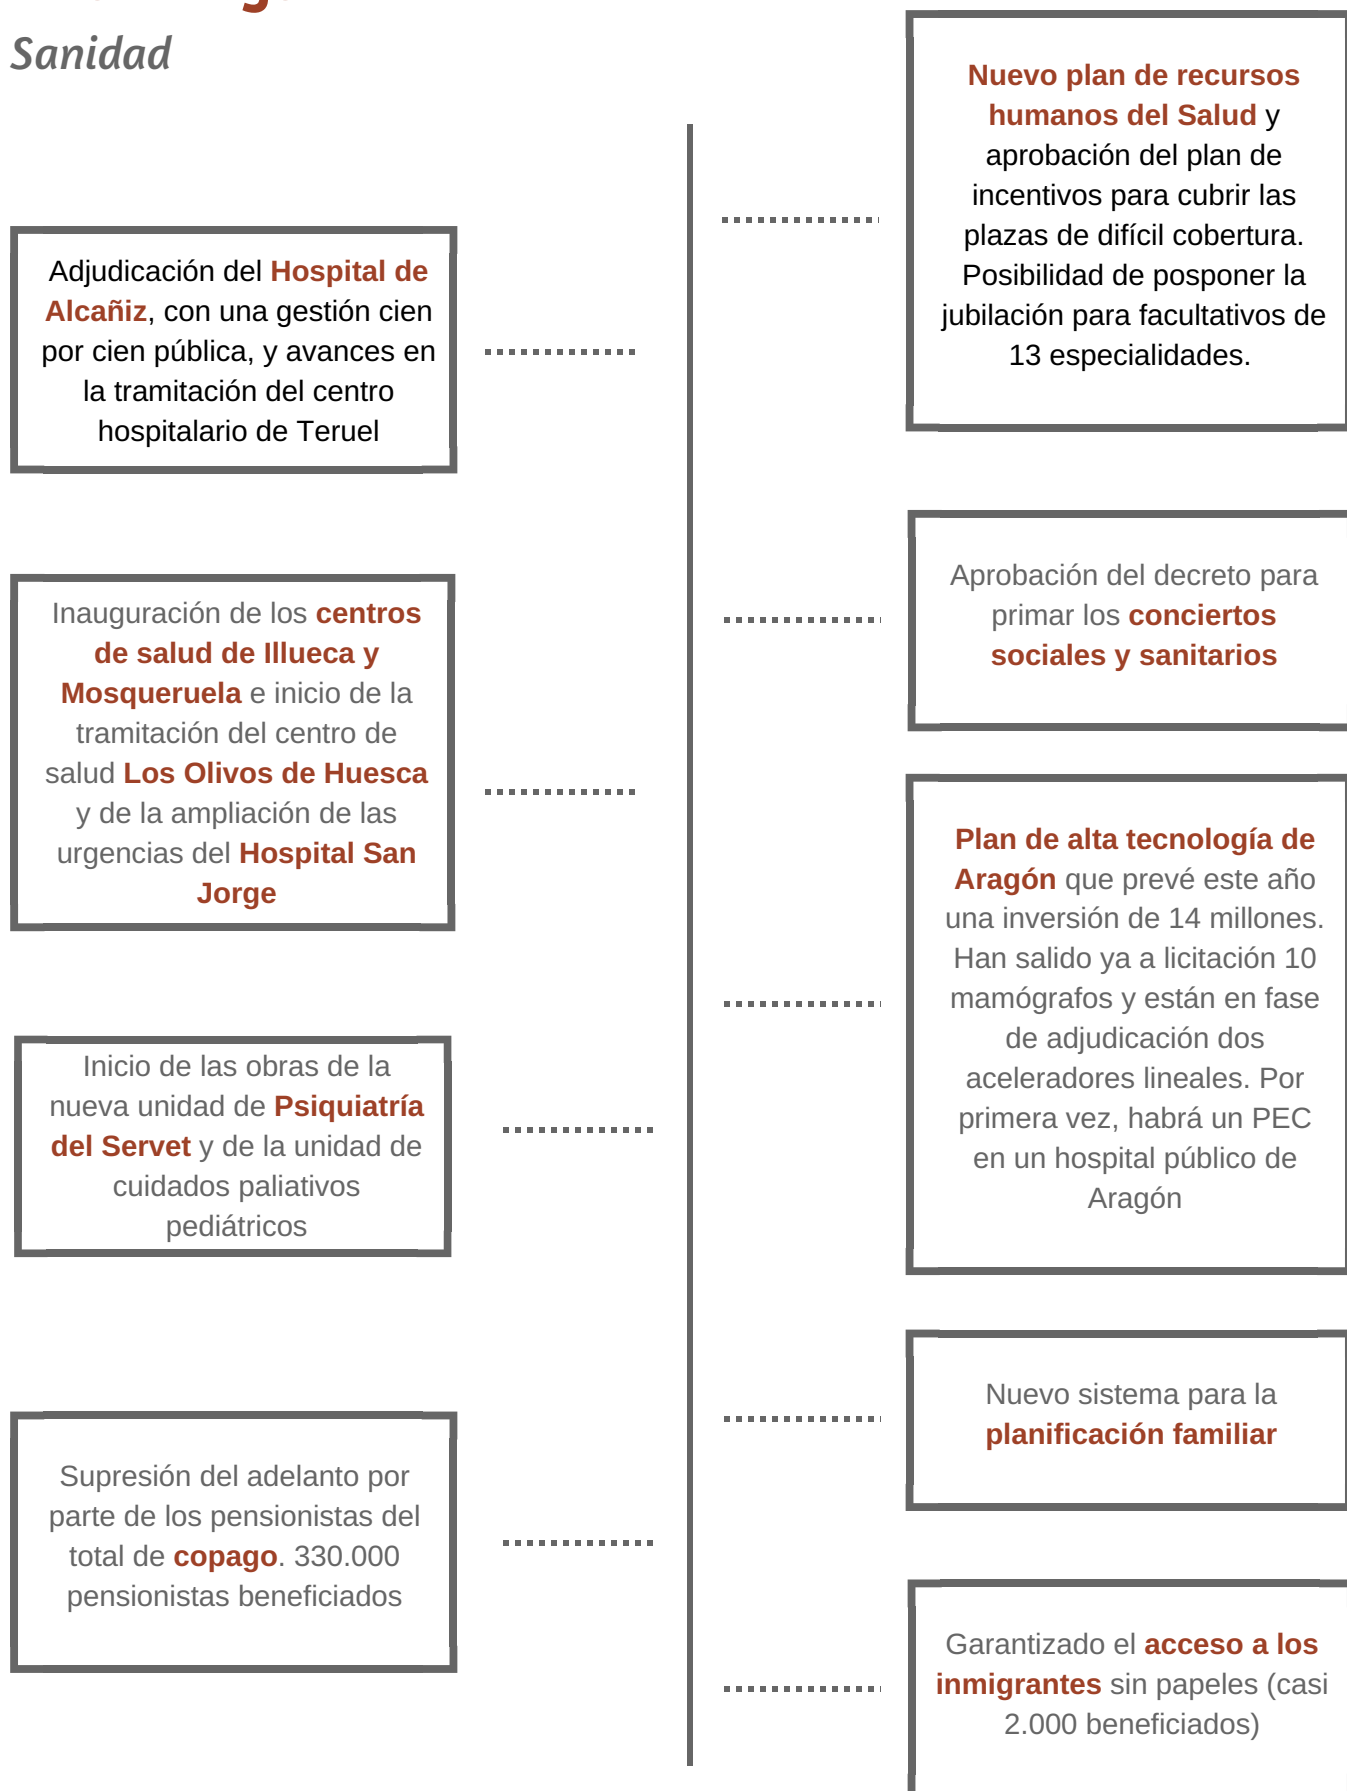 Sanidad
Adjudicación del Hospital de
Alcañiz, con una gestión cien
por cien pública, y avances en
la tramitación del centro
hospitalario de Teruel
Inauguración de los centros
de salud de Illueca y
Mosqueruela e inicio de la
tramitación del centro de
salud Los Olivos de Huesca
y de la ampliación de las
urgencias del Hospital San
Jorge
Inicio de las obras de la
nueva unidad de Psiquiatría
del Servet y de la unidad de
cuidados paliativos
pediátricos
Supresión del adelanto por
parte de los pensionistas del
total de copago. 330.000
pensionistas beneficiados
Nuevo plan de recursos
humanos del Salud y
aprobación del plan de
incentivos para cubrir las
plazas de difícil cobertura.
Posibilidad de posponer la
jubilación para facultativos de
13 especialidades.
Aprobación del decreto para
primar los conciertos
sociales y sanitarios
Plan de alta tecnología de
Aragón que prevé este año
una inversión de 14 millones.
Han salido ya a licitación 10
mamógrafos y están en fase
de adjudicación dos
aceleradores lineales. Por
primera vez, habrá un PEC
en un hospital público de
Aragón
Nuevo sistema para la
planificación familiar
Garantizado el acceso a los
inmigrantes sin papeles (casi
2.000 beneficiados)